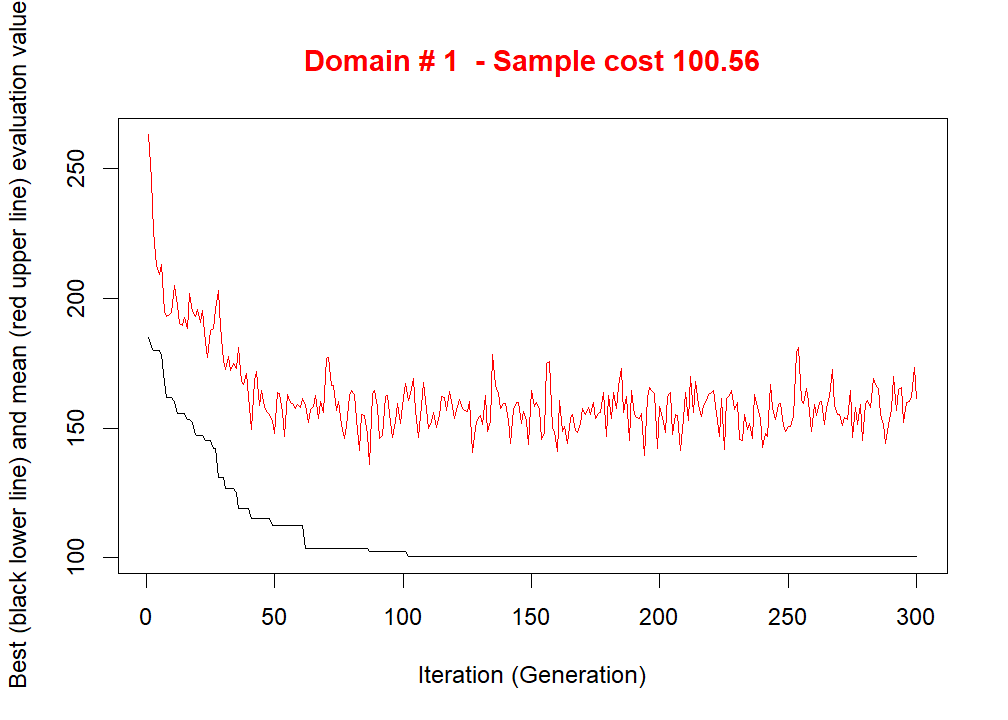 Domain # 1  - Sample cost 100.56
Best (black lower line) and mean (red upper line) evaluation value
250
200
150
100
0 50 100 150 200 250 300
Iteration (Generation)